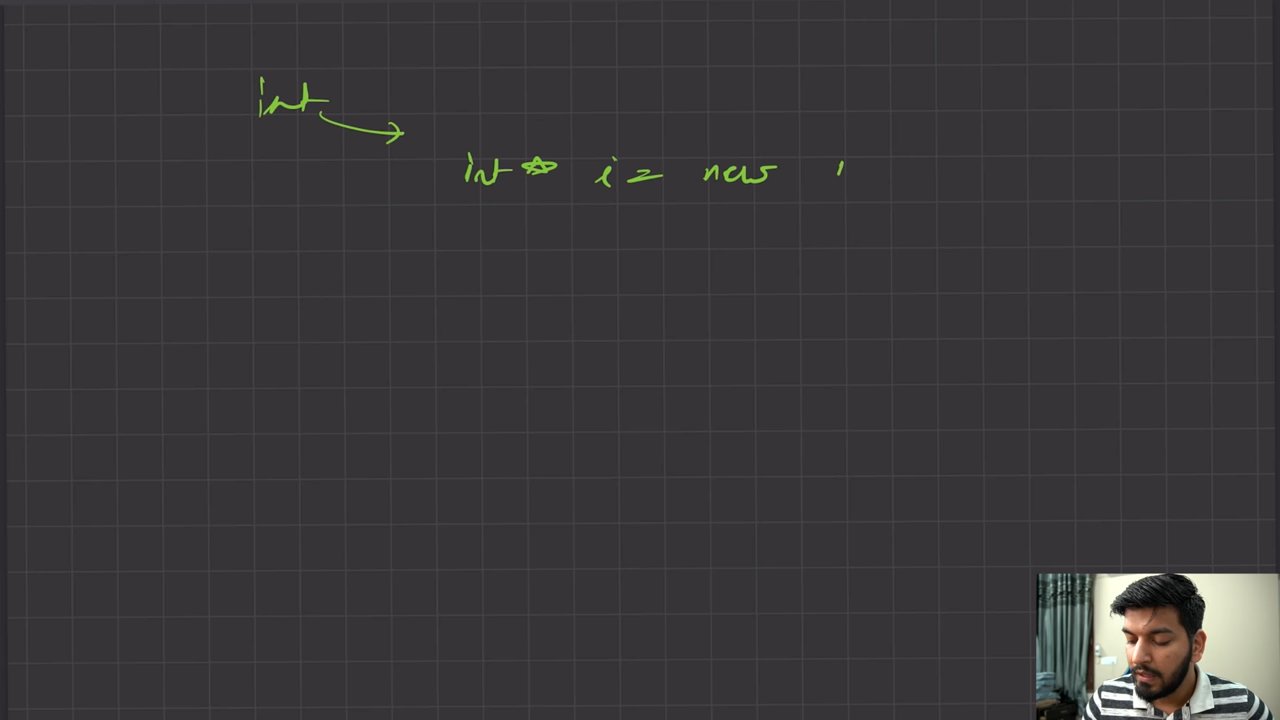 int
int * i = new